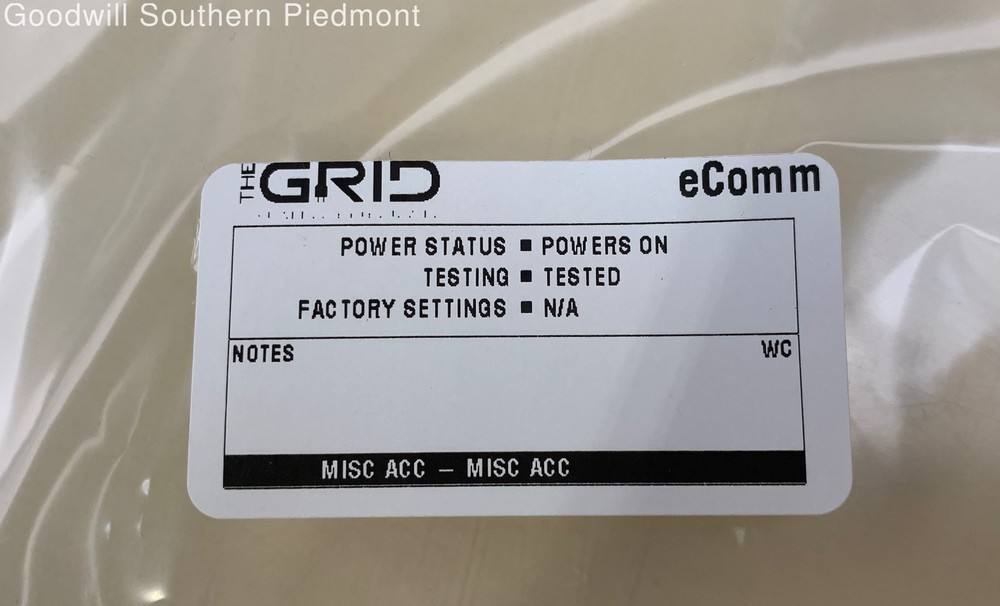 Goodwill Southern Piedmont
THE GRID
eComm
POWER STATUS ■ POWERS ON
TESTING ■ TESTED
FACTORY SETTINGS ■ N/A
NOTES
WC
MISC ACC – MISC ACC